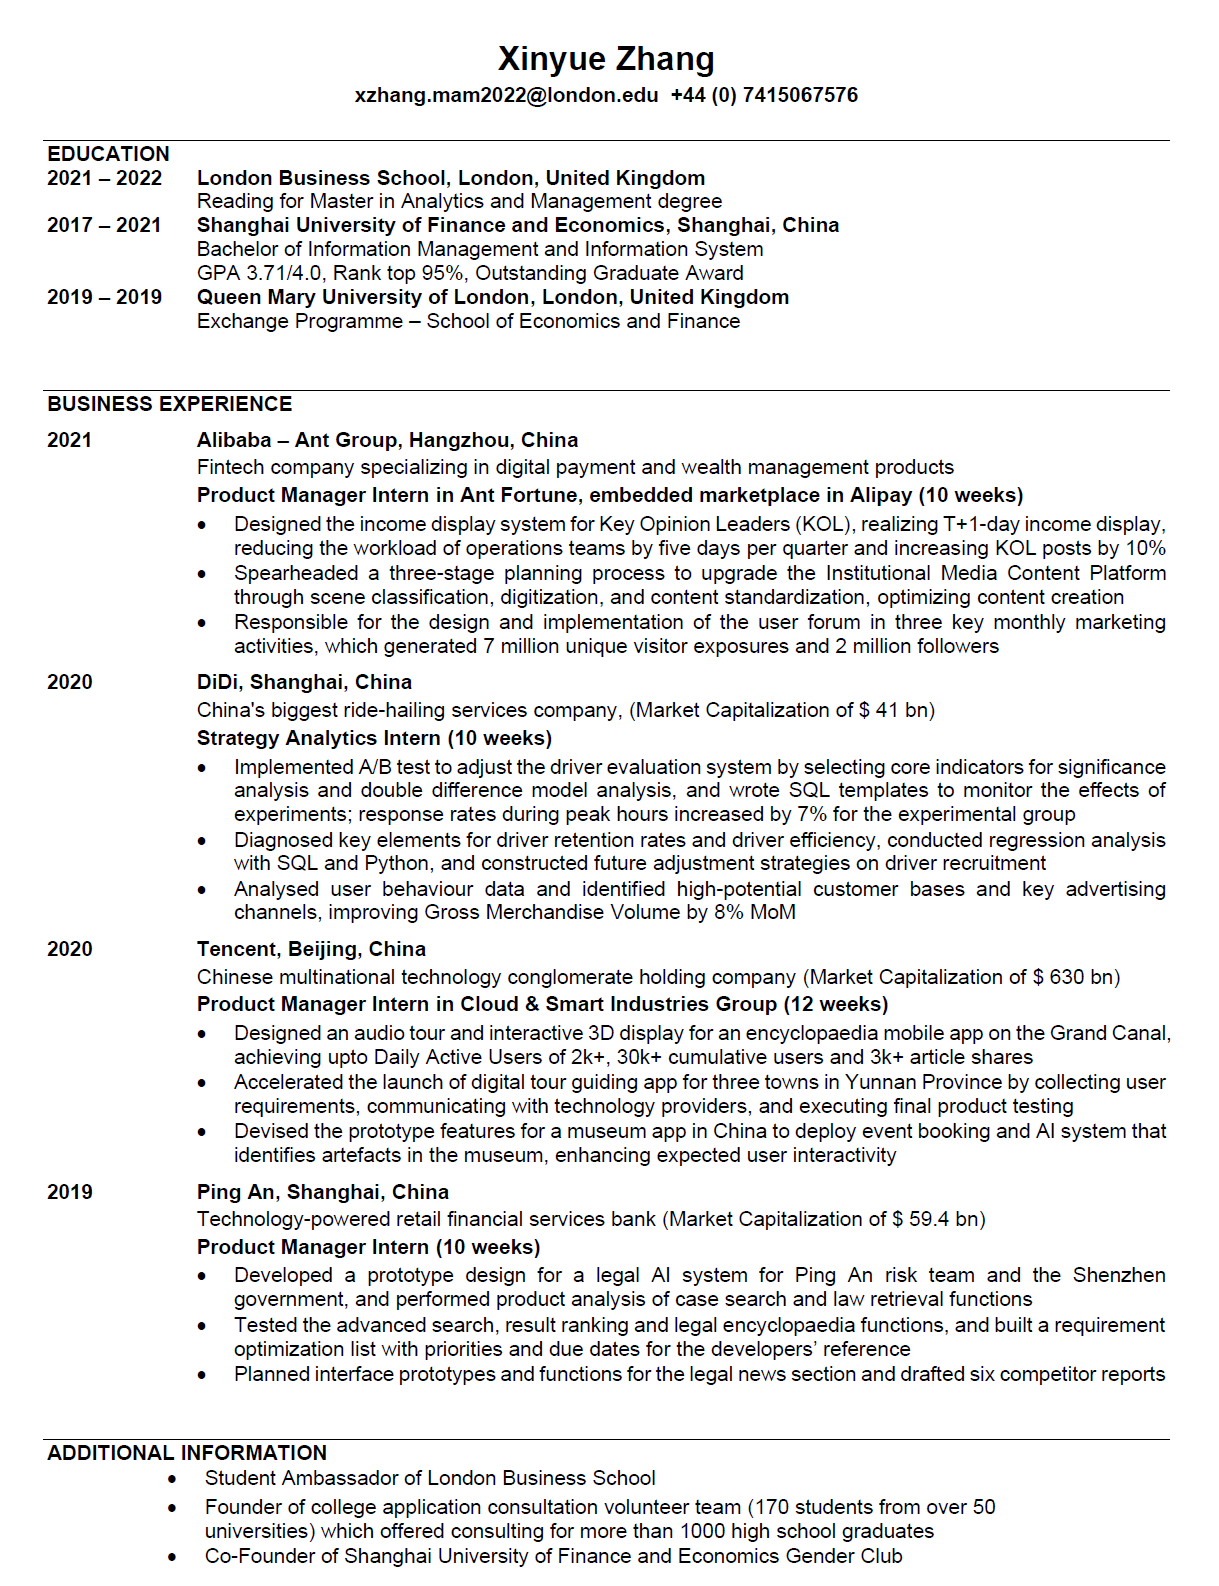 Xinyue Zhang
xzhang.mam2022@london.edu +44 (0) 7415067576
EDUCATION
2021 – 2022 London Business School, London, United Kingdom
Reading for Master in Analytics and Management degree
2017 – 2021 Shanghai University of Finance and Economics, Shanghai, China
Bachelor of Information Management and Information System
GPA 3.71/4.0, Rank top 95%, Outstanding Graduate Award
2019 – 2019 Queen Mary University of London, London, United Kingdom
Exchange Programme – School of Economics and Finance
BUSINESS EXPERIENCE
2021 Alibaba – Ant Group, Hangzhou, China
Fintech company specializing in digital payment and wealth management products
Product Manager Intern in Ant Fortune, embedded marketplace in Alipay (10 weeks)
• Designed the income display system for Key Opinion Leaders (KOL), realizing T+1-day income display,
reducing the workload of operations teams by five days per quarter and increasing KOL posts by 10%
• Spearheaded a three-stage planning process to upgrade the Institutional Media Content Platform
through scene classification, digitization, and content standardization, optimizing content creation
• Responsible for the design and implementation of the user forum in three key monthly marketing
activities, which generated 7 million unique visitor exposures and 2 million followers
2020 DiDi, Shanghai, China
China's biggest ride-hailing services company, (Market Capitalization of $ 41 bn)
Strategy Analytics Intern (10 weeks)
• Implemented A/B test to adjust the driver evaluation system by selecting core indicators for significance
analysis and double difference model analysis, and wrote SQL templates to monitor the effects of
experiments; response rates during peak hours increased by 7% for the experimental group
• Diagnosed key elements for driver retention rates and driver efficiency, conducted regression analysis
with SQL and Python, and constructed future adjustment strategies on driver recruitment
• Analysed user behaviour data and identified high-potential customer bases and key advertising
channels, improving Gross Merchandise Volume by 8% MoM
2020 Tencent, Beijing, China
Chinese multinational technology conglomerate holding company (Market Capitalization of $ 630 bn)
Product Manager Intern in Cloud & Smart Industries Group (12 weeks)
• Designed an audio tour and interactive 3D display for an encyclopaedia mobile app on the Grand Canal,
achieving upto Daily Active Users of 2k+, 30k+ cumulative users and 3k+ article shares
• Accelerated the launch of digital tour guiding app for three towns in Yunnan Province by collecting user
requirements, communicating with technology providers, and executing final product testing
• Devised the prototype features for a museum app in China to deploy event booking and AI system that
identifies artefacts in the museum, enhancing expected user interactivity
2019 Ping An, Shanghai, China
Technology-powered retail financial services bank (Market Capitalization of $ 59.4 bn)
Product Manager Intern (10 weeks)
• Developed a prototype design for a legal AI system for Ping An risk team and the Shenzhen
government, and performed product analysis of case search and law retrieval functions
• Tested the advanced search, result ranking and legal encyclopaedia functions, and built a requirement
optimization list with priorities and due dates for the developers’ reference
• Planned interface prototypes and functions for the legal news section and drafted six competitor reports
ADDITIONAL INFORMATION
• Student Ambassador of London Business School
• Founder of college application consultation volunteer team (170 students from over 50
universities) which offered consulting for more than 1000 high school graduates
• Co-Founder of Shanghai University of Finance and Economics Gender Club